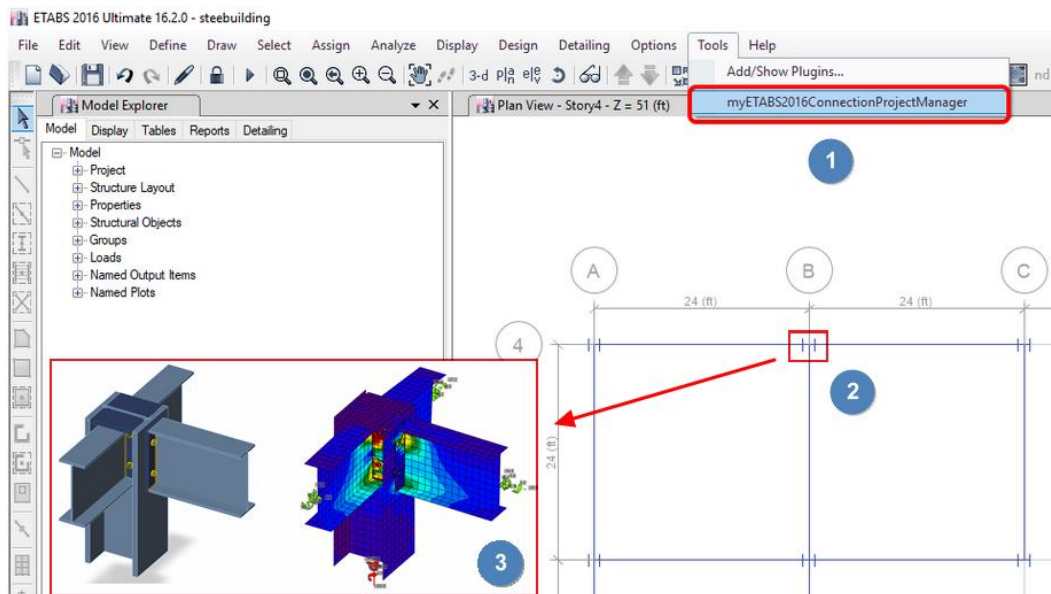 ETABS 2016 Ultimate 16.2.0 - steebuilding
File Edit View Define Draw Select Assign Analyze Display Design Detailing Options Tools Help
3-d nd
Add/Show Plugins...
myETABS2016ConnectionProjectManager
Model Explorer
Plan View - Story4 - Z = 51 (ft)
Model Display Tables Reports Detailing
Model
Project
Structure Layout
Properties
Structural Objects
Groups
Loads
Named Output Items
Named Plots
1
A B C
24 (ft) 24 (ft)
4
2
24 (ft)
3